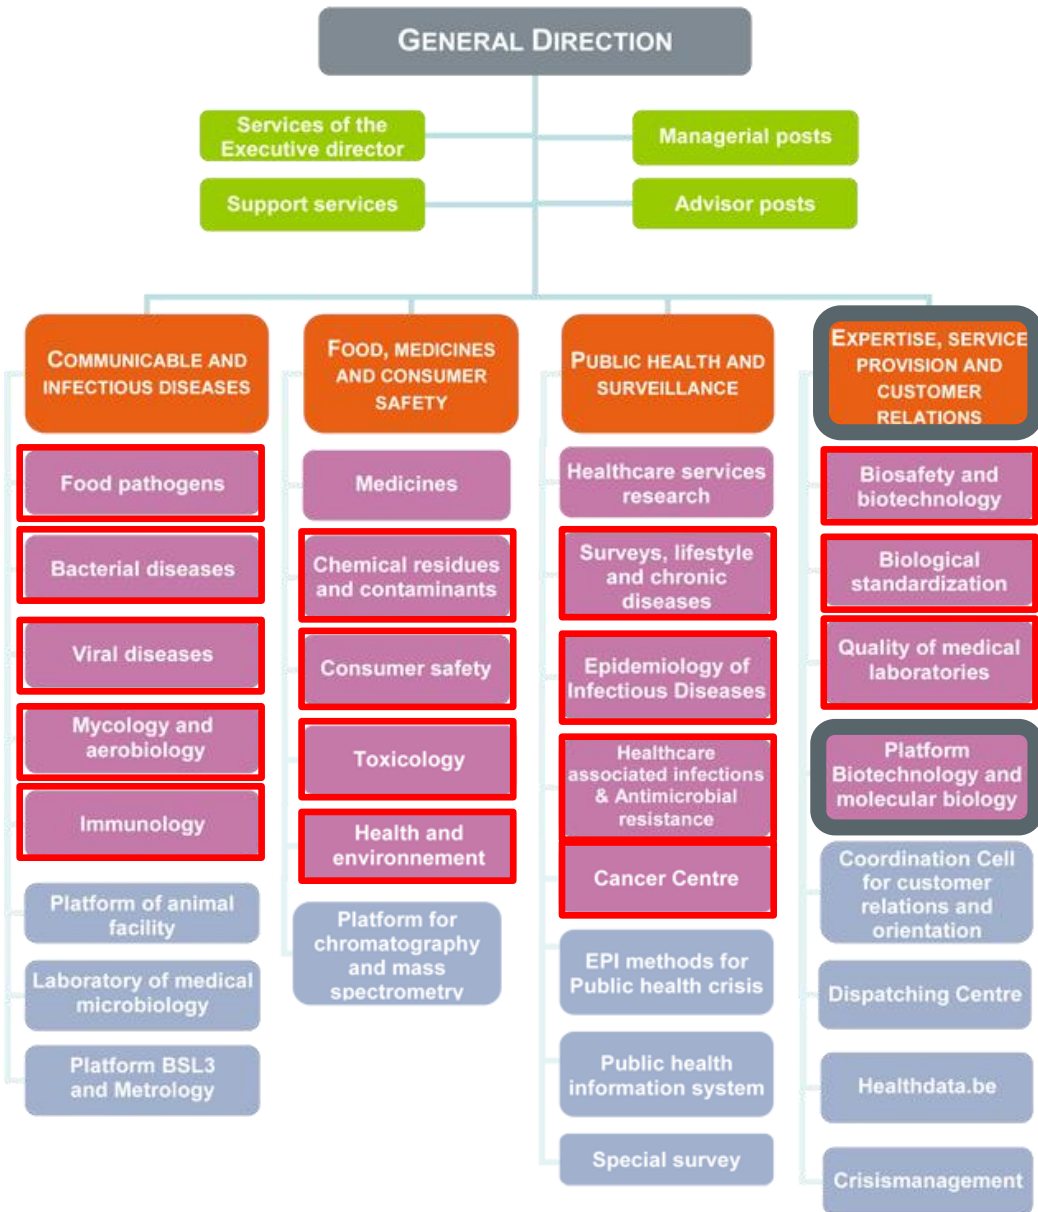 GENERAL DIRECTION
Services of the
Executive director
Managerial posts
Support services
Advisor posts
COMMUNICABLE AND
INFECTIOUS DISEASES
Food pathogens
Bacterial diseases
Viral diseases
Mycology and
aerobiology
Immunology
Platform of animal
facility
Laboratory of medical
microbiology
Platform BSL3
and Metrology
FOOD, MEDICINES
AND CONSUMER
SAFETY
Medicines
Chemical residues
and contaminants
Consumer safety
Toxicology
Health and
environnement
Platform for
chromatography
and mass
spectrometry
PUBLIC HEALTH AND
SURVEILLANCE
Healthcare services
research
Surveys, lifestyle
and chronic
diseases
Epidemiology of
Infectious Diseases
Healthcare
associated infections
& Antimicrobial
resistance
Cancer Centre
EPI methods for
Public health crisis
Public health
information system
Special survey
EXPERTISE, SERVICE
PROVISION AND
CUSTOMER
RELATIONS
Biosafety and
biotechnology
Biological
standardization
Quality of medical
laboratories
Platform
Biotechnology and
molecular biology
Coordination Cell
for customer
relations and
orientation
Dispatching Centre
Healthdata.be
Crisismanagement